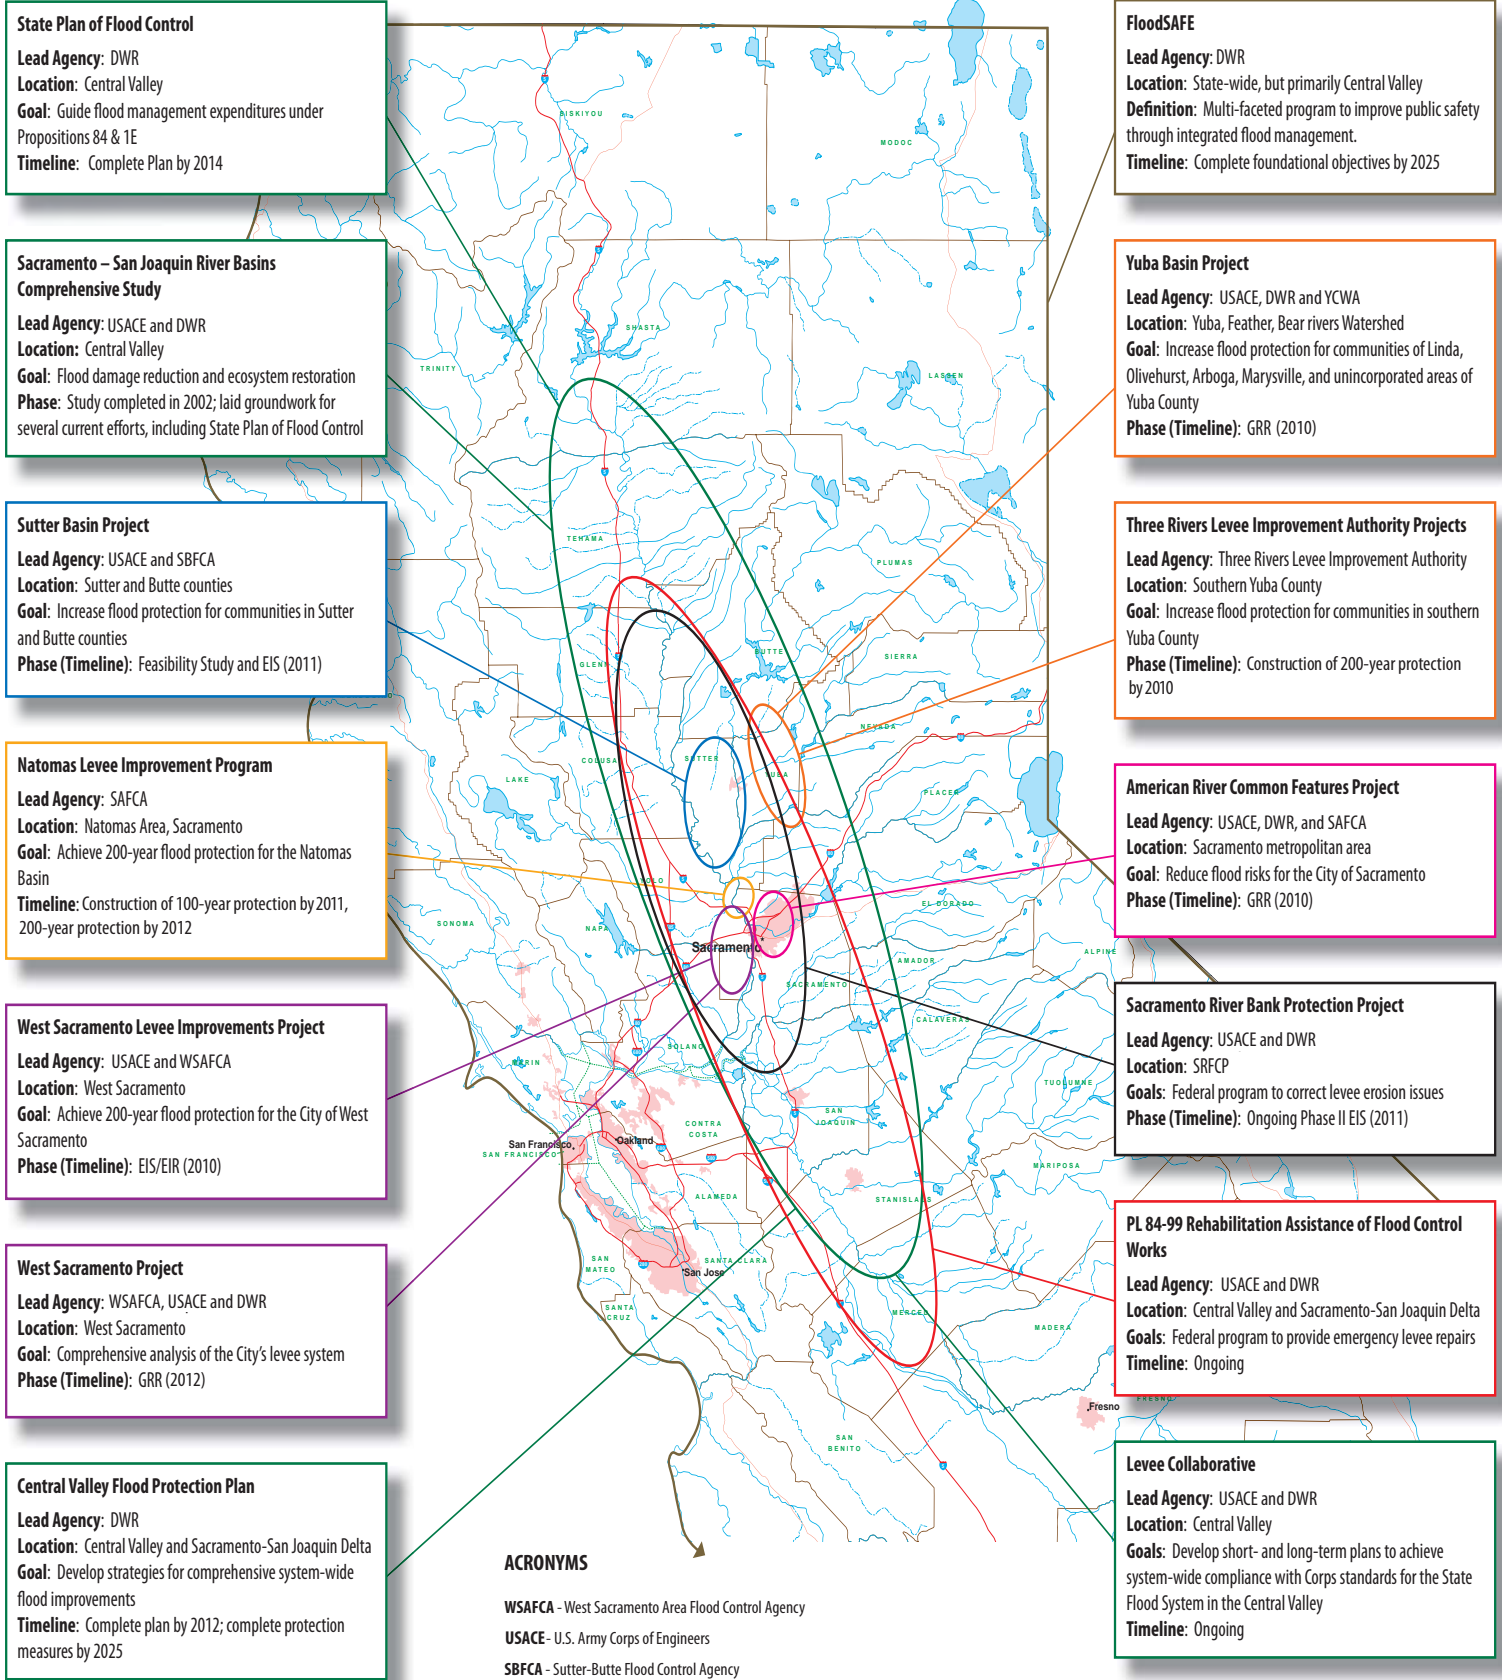 State Plan of Flood Control
Lead Agency: DWR
Location: Central Valley
Goal: Guide flood management expenditures under
Propositions 84 & 1E
Timeline: Complete Plan by 2014
Sacramento – San Joaquin River Basins
Comprehensive Study
Lead Agency: USACE and DWR
Location: Central Valley
Goal: Flood damage reduction and ecosystem restoration
Phase: Study completed in 2002; laid groundwork for
several current efforts, including State Plan of Flood Control
Sutter Basin Project
Lead Agency: USACE and SBFCA
Location: Sutter and Butte counties
Goal: Increase flood protection for communities in Sutter
and Butte counties
Phase (Timeline): Feasibility Study and EIS (2011)
Natomas Levee Improvement Program
Lead Agency: SAFCA
Location: Natomas Area, Sacramento
Goal: Achieve 200-year flood protection for the Natomas
Basin
Timeline: Construction of 100-year protection by 2011,
200-year protection by 2012
West Sacramento Levee Improvements Project
Lead Agency: USACE and WSAFCA
Location: West Sacramento
Goal: Achieve 200-year flood protection for the City of West
Sacramento
Phase (Timeline): EIS/EIR (2010)
West Sacramento Project
Lead Agency: WSAFCA, USACE and DWR
Location: West Sacramento
Goal: Comprehensive analysis of the City's levee system
Phase (Timeline): GRR (2012)
Central Valley Flood Protection Plan
Lead Agency: DWR
Location: Central Valley and Sacramento-San Joaquin Delta
Goal: Develop strategies for comprehensive system-wide
flood improvements
Timeline: Complete plan by 2012; complete protection
measures by 2025
SISKIYOU
MODOC
SHASTA
TRINITY
LASSEN
TEHAMA
PLUMAS
BUTTE
GLENN
SIERRA
NEVADA
COLUSA
SUTTER
YUBA
LAKE
PLACER
YOLO
EL DORADO
SONOMA
NAPA
Sacramento
ALPINE
AMADOR
SACRAMENTO
CALAVERAS
SOLANO
MARIN
TUOLUMNE
SAN
JOAQUIN
CONTRA
COSTA
San Francisco
Oakland
SAN FRANCISCO
MARIPOSA
ALAMEDA
STANISLAUS
SAN
MATEO
SANTA CLARA
San Jose
SANTA
CRUZ
MERCED
MADERA
FRESNO
Fresno
SAN
BENITO
ACRONYMS
WSAFCA - West Sacramento Area Flood Control Agency
USACE - U.S. Army Corps of Engineers
SBFCA - Sutter-Butte Flood Control Agency
FloodSAFE
Lead Agency: DWR
Location: State-wide, but primarily Central Valley
Definition: Multi-faceted program to improve public safety
through integrated flood management.
Timeline: Complete foundational objectives by 2025
Yuba Basin Project
Lead Agency: USACE, DWR and YCWA
Location: Yuba, Feather, Bear rivers Watershed
Goal: Increase flood protection for communities of Linda,
Olivehurst, Arboga, Marysville, and unincorporated areas of
Yuba County
Phase (Timeline): GRR (2010)
Three Rivers Levee Improvement Authority Projects
Lead Agency: Three Rivers Levee Improvement Authority
Location: Southern Yuba County
Goal: Increase flood protection for communities in southern
Yuba County
Phase (Timeline): Construction of 200-year protection
by 2010
American River Common Features Project
Lead Agency: USACE, DWR, and SAFCA
Location: Sacramento metropolitan area
Goal: Reduce flood risks for the City of Sacramento
Phase (Timeline): GRR (2010)
Sacramento River Bank Protection Project
Lead Agency: USACE and DWR
Location: SRFCP
Goals: Federal program to correct levee erosion issues
Phase (Timeline): Ongoing Phase II EIS (2011)
PL 84-99 Rehabilitation Assistance of Flood Control
Works
Lead Agency: USACE and DWR
Location: Central Valley and Sacramento-San Joaquin Delta
Goals: Federal program to provide emergency levee repairs
Timeline: Ongoing
Levee Collaborative
Lead Agency: USACE and DWR
Location: Central Valley
Goals: Develop short- and long-term plans to achieve
system-wide compliance with Corps standards for the State
Flood System in the Central Valley
Timeline: Ongoing